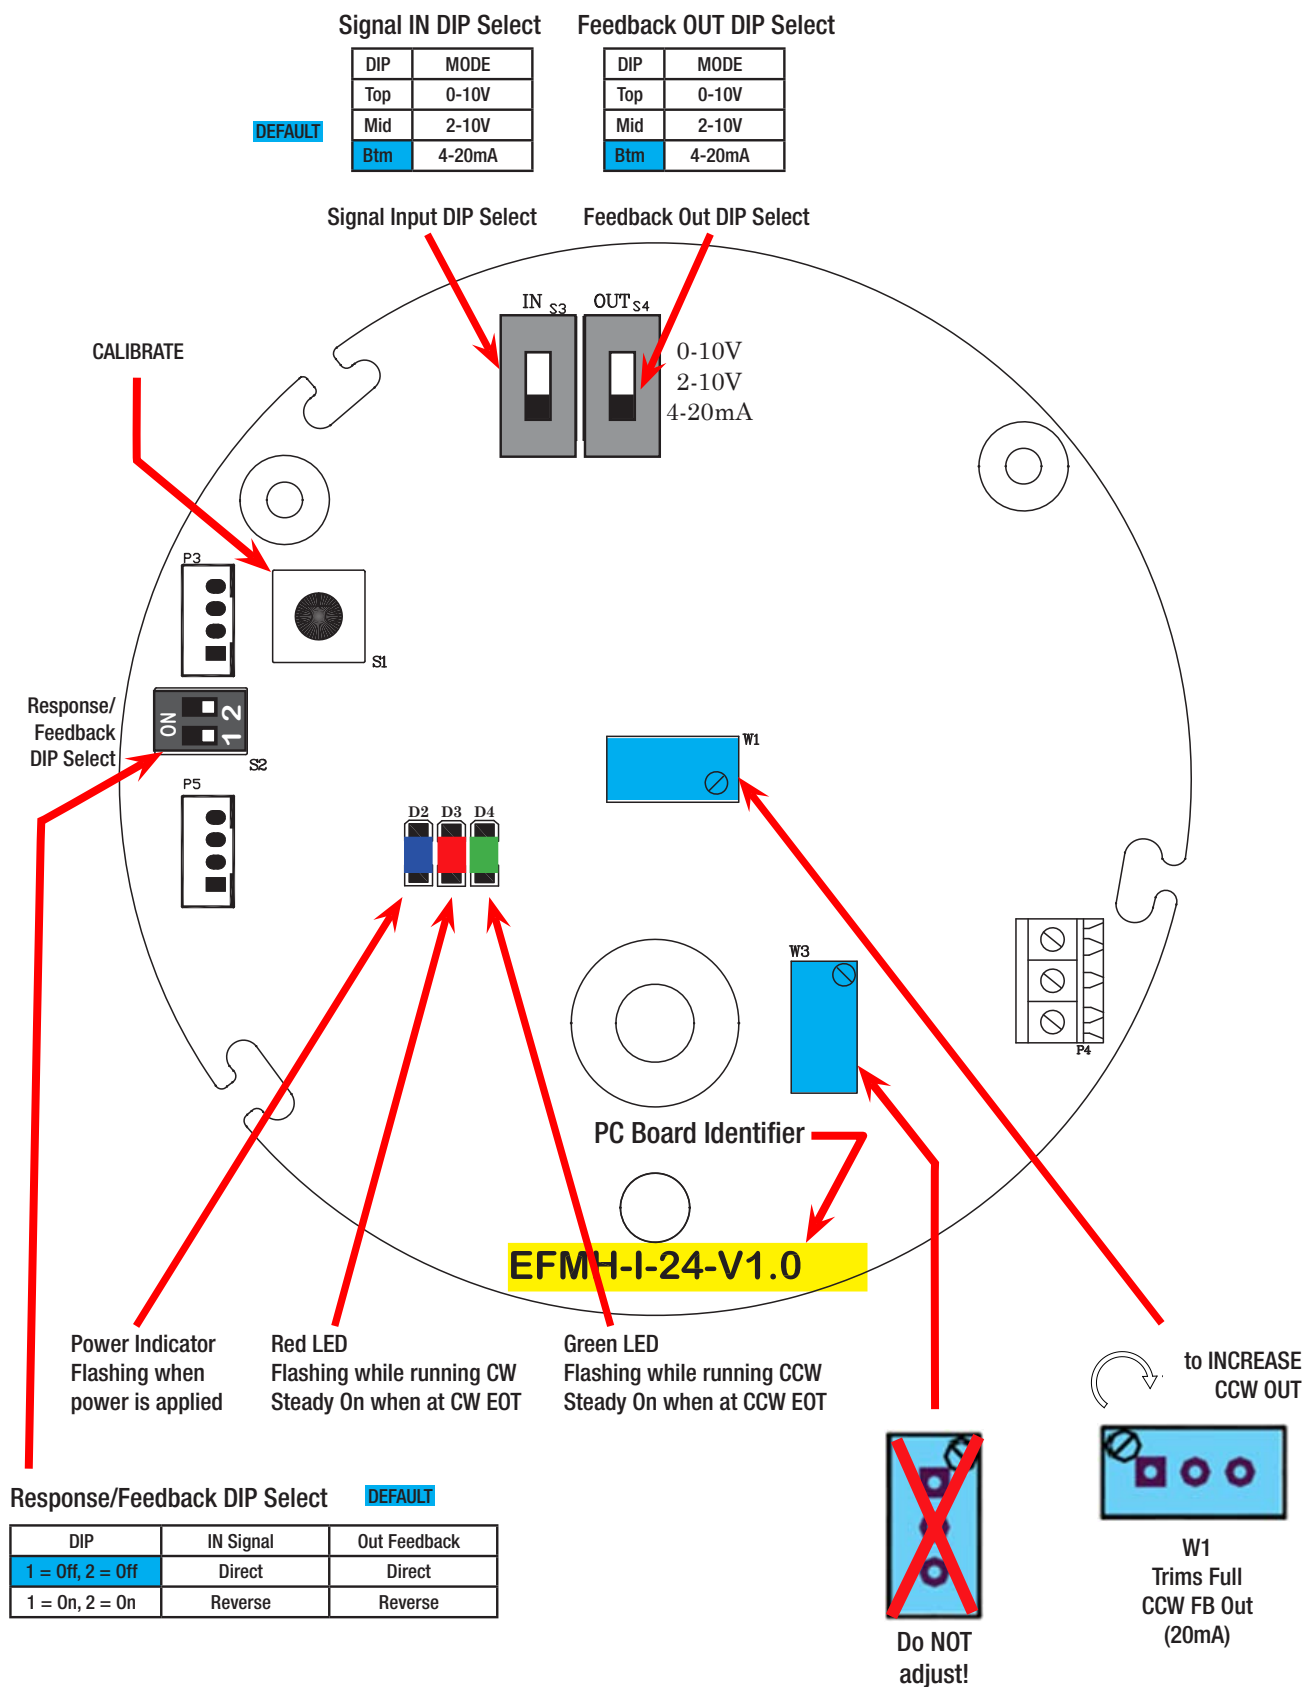 Signal IN DIP Select
DIP MODE
Top 0-10V
Mid 2-10V
Btm 4-20mA
Feedback OUT DIP Select
DIP MODE
Top 0-10V
Mid 2-10V
Btm 4-20mA
DEFAULT
Signal Input DIP Select
Feedback Out DIP Select
IN S3
OUT S4
0-10V
2-10V
4-20mA
CALIBRATE
P3
S1
Response/
Feedback
DIP Select
ON
1 2
S2
P5
D2 D3 D4
W1
W3
P4
PC Board Identifier
EFMH-I-24-V1.0
Power Indicator
Flashing when
power is applied
Red LED
Flashing while running CW
Steady On when at CW EOT
Green LED
Flashing while running CCW
Steady On when at CCW EOT
to INCREASE
CCW OUT
Response/Feedback DIP Select
DEFAULT
DIP IN Signal Out Feedback
1 = Off, 2 = Off Direct Direct
1 = On, 2 = On Reverse Reverse
Do NOT
adjust!
W1
Trims Full
CCW FB Out
(20mA)